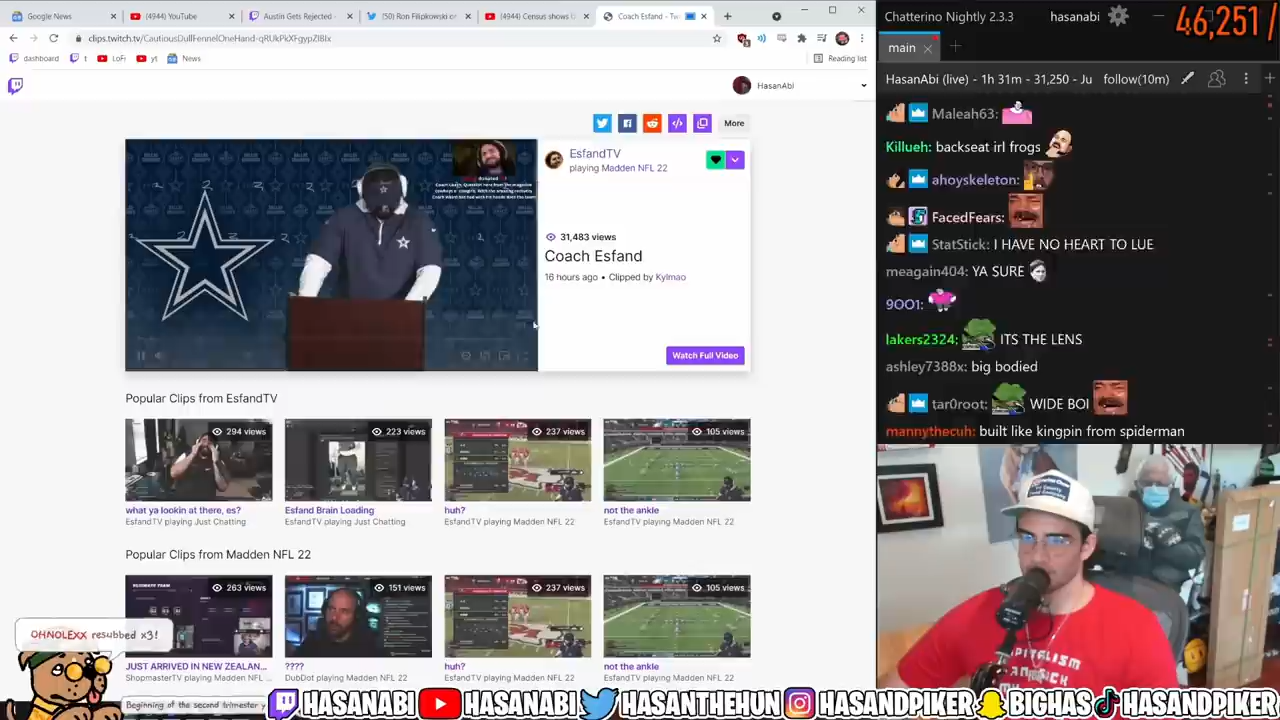 Google News
(4944) YouTube
Austin Gets Rejected -
(50) Ron Filipkowski on
(4944) Census shows
Coach Esfand - Tw
clips.twitch.tv/CautiousDullFennelOneHand-qRUkPkXFgypZIBIx
dashboard
t
LoFi
yt
News
Reading list
HasanAbi
More
EsfandTV
playing Madden NFL 22
31,483 views
Coach Esfand
16 hours ago • Clipped by Kylmao
Watch Full Video
Popular Clips from EsfandTV
294 views
223 views
237 views
105 views
what ya lookin at there, es?
Esfand Brain Loading
huh?
not the ankle
EsfandTV playing Just Chatting
EsfandTV playing Just Chatting
EsfandTV playing Madden NFL 22
EsfandTV playing Madden NFL 22
Popular Clips from Madden NFL 22
263 views
151 views
237 views
105 views
JUST ARRIVED IN NEW ZEALAN...
????
huh?
not the ankle
ShopmasterTV playing Madden NFL 22
DubDot playing Madden NFL 22
EsfandTV playing Madden NFL 22
EsfandTV playing Madden NFL 22
OHNOLEXX resubbed x3!
Beginning of the second trimester y
Chatterino Nightly 2.3.3
hasanabi
46,251 /
main
HasanAbi (live) - 1h 31m - 31,250 - Ju
follow(10m)
Maleah63:
Killueh: backseat irl frogs
ahoyskeleton:
FacedFears:
StatStick: I HAVE NO HEART TO LUE
meagain404: YA SURE
9OO1:
lakers2324: ITS THE LENS
ashley7388x: big bodied
tar0root: WIDE BOI
mannythecuh: built like kingpin from spiderman
HASANABI
HASANABI
HASANTHEHUN
HASANDPIKER
BIGHAS
HASANDPIKER